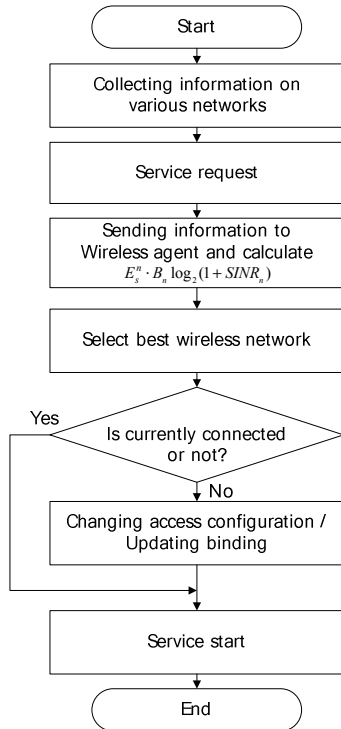 Start
Collecting information on
various networks
Service request
Sending information to
Wireless agent and calculate
$E_s^n \cdot B_n \log_2(1 + SINR_n)$
Select best wireless network
Yes
Is currently connected
or not?
No
Changing access configuration /
Updating binding
Service start
End